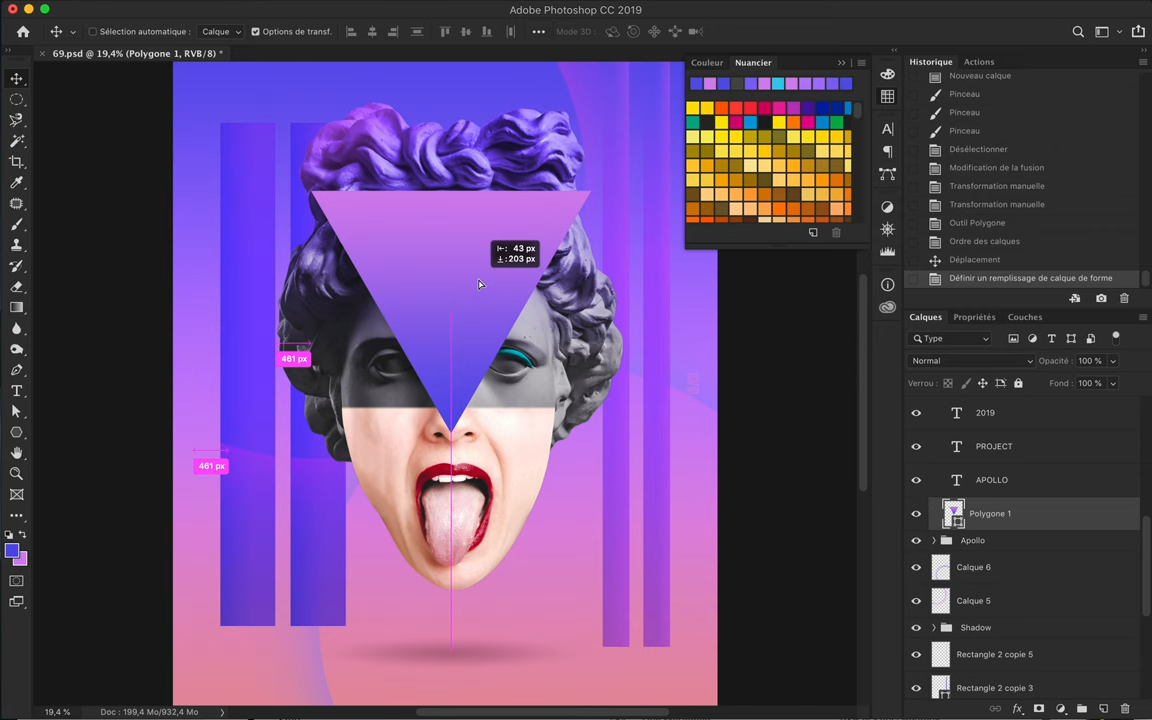 Adobe Photoshop CC 2019
Sélection automatique :
Calque
Options de transf.
Mode 3D :
69.psd @ 19,4% (Polygone 1, RVB/8) *
Couleur
Nuancier
Historique
Actions
Nouveau calque
Pinceau
Pinceau
Pinceau
Désélectionner
Modification de la fusion
Transformation manuelle
Transformation manuelle
Outil Polygone
Ordre des calques
Déplacement
Définir un remplissage de calque de forme
43 px
203 px
461 px
461 px
Calques
Propriétés
Couches
Type
Normal
Opacité : 100 %
Verrou :
Fond : 100 %
2019
PROJECT
APOLLO
Polygone 1
Apollo
Calque 6
Calque 5
Shadow
Rectangle 2 copie 5
Rectangle 2 copie 3
19,4 %
Doc : 199,4 Mo/932,4 Mo